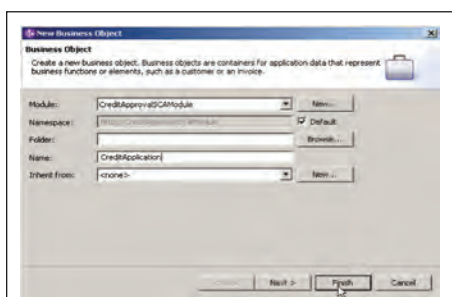 New Business Object
Business Object
Create a new business object. Business objects are containers for application data that represent
business functions or elements, such as a customer or an invoice.
Module: CreditApprovalSCAModule New...
Namespace: Default
Folder: Browse...
Name: CreditApplication
Inherit from: <none> New...
Next > Finish Cancel